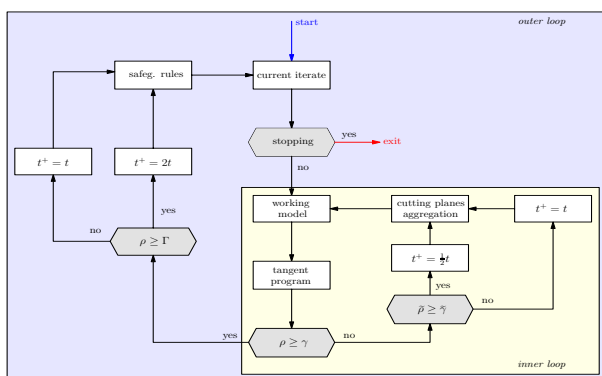 start
outer loop
safeg. rules
current iterate
stopping
yes
exit
no
t⁺ = t
t⁺ = 2t
working
model
cutting planes
aggregation
t⁺ = t
yes
no
ρ ≥ Γ
t⁺ = ½t
tangent
program
yes
no
ρ̃ ≥ γ̃
yes
ρ ≥ γ
no
inner loop